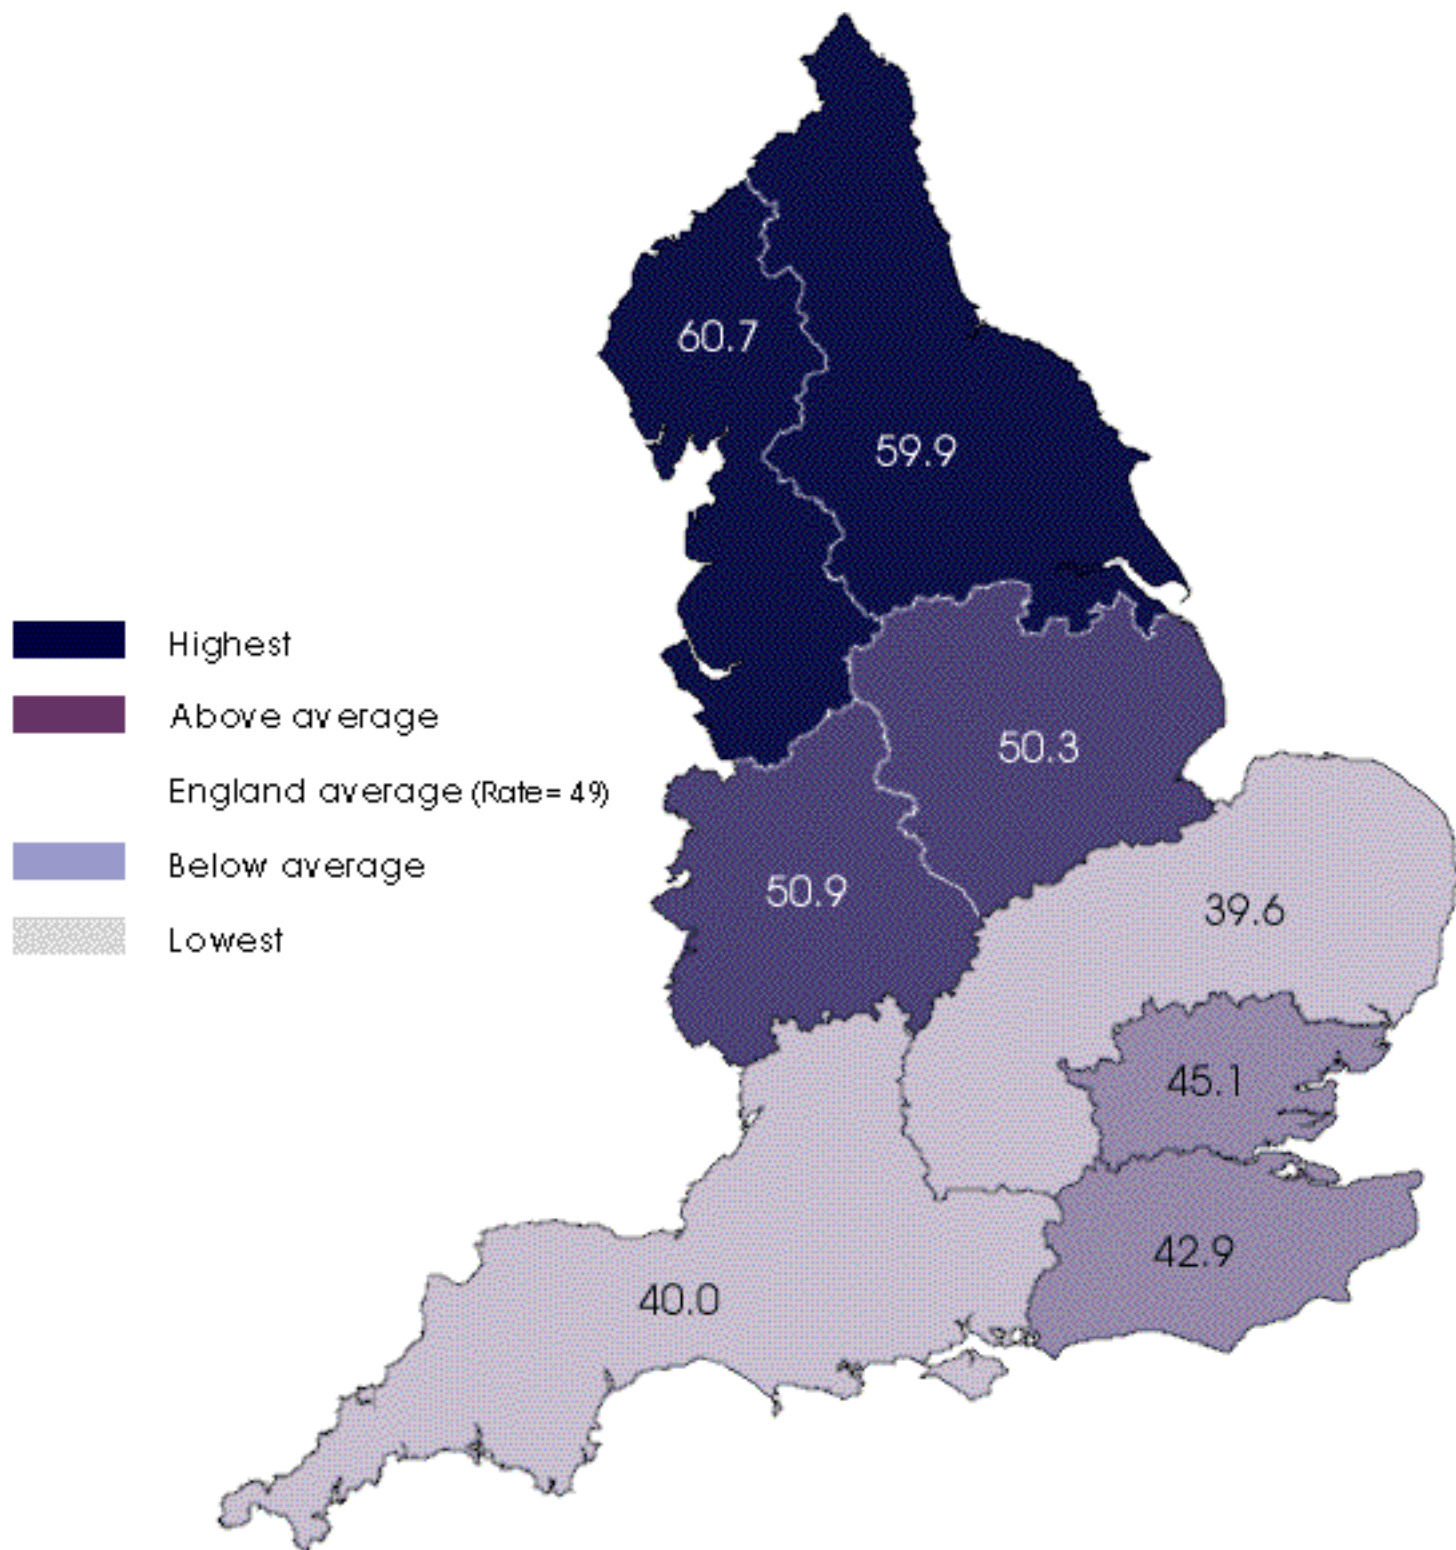 60.7
59.9
Highest
Above average
50.3
England average (Rate= 49)
Below average
50.9
39.6
Lowest
45.1
42.9
40.0